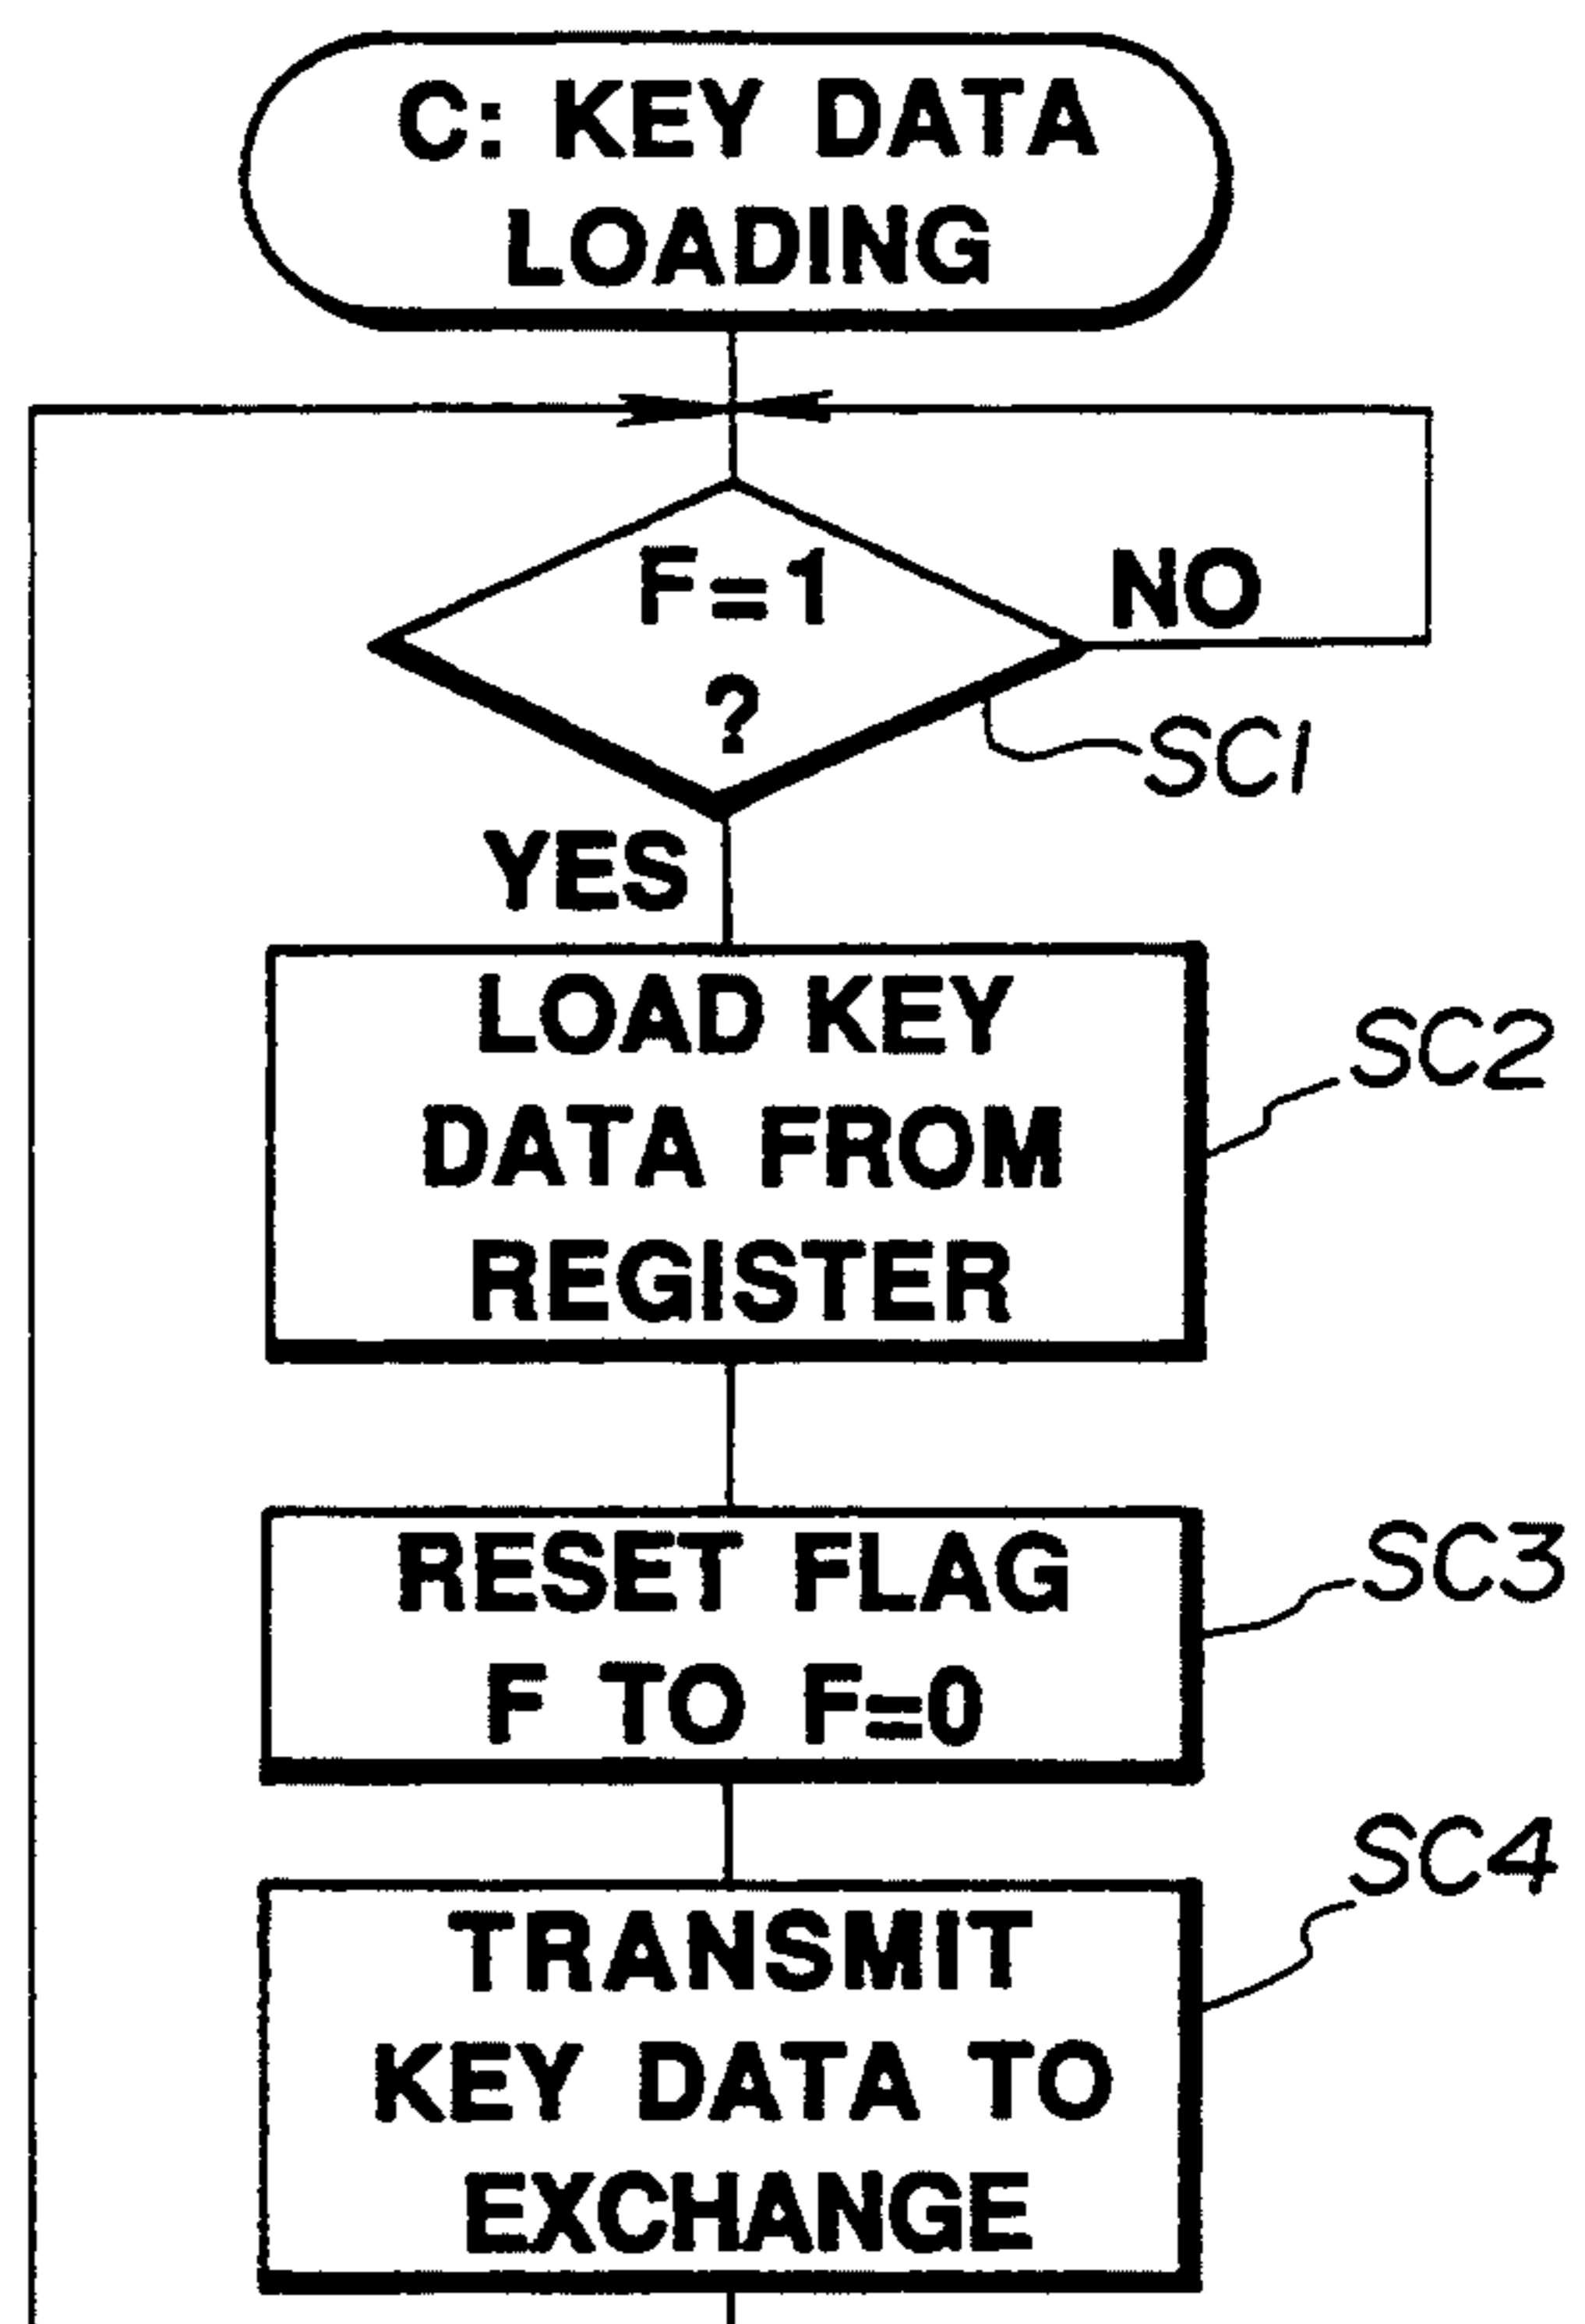 C: KEY DATA
LOADING
F=1
?
NO
SC1
YES
LOAD KEY
DATA FROM
REGISTER
SC2
RESET FLAG
F TO F=0
SC3
TRANSMIT
KEY DATA TO
EXCHANGE
SC4